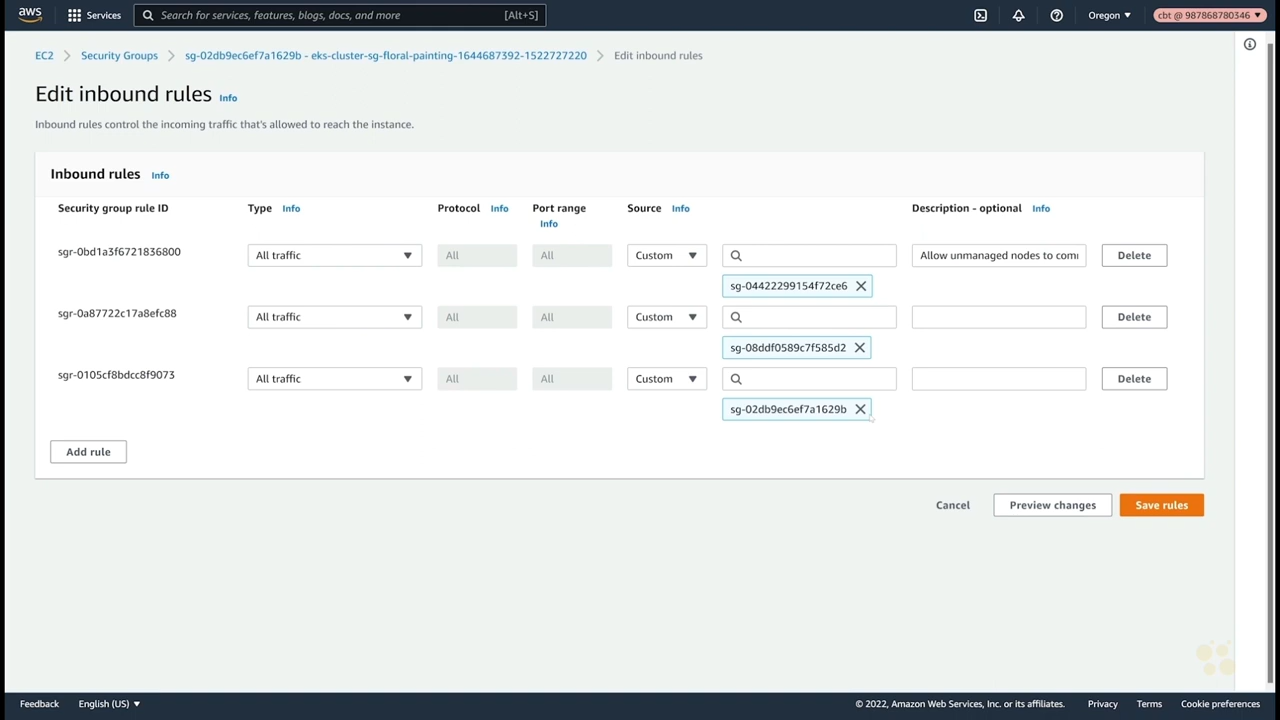 aws Services Search for services, features, blogs, docs, and more [Alt+S] Oregon cbt @ 987868780346
EC2 Security Groups sg-02db9ec6ef7a1629b - eks-cluster-sg-floral-painting-1644687392-1522727220 Edit inbound rules
Edit inbound rules Info
Inbound rules control the incoming traffic that's allowed to reach the instance.
Inbound rules Info
Security group rule ID Type Info Protocol Info Port range Info Source Info Description - optional Info
sgr-0bd1a3f6721836800 All traffic All All Custom Allow unmanaged nodes to comi Delete
sg-04422299154f72ce6
sgr-0a87722c17a8efc88 All traffic All All Custom Delete
sg-08ddf0589c7f585d2
sgr-0105cf8bdcc8f9073 All traffic All All Custom Delete
sg-02db9ec6ef7a1629b
Add rule
Cancel Preview changes Save rules
Feedback English (US) © 2022, Amazon Web Services, Inc. or its affiliates. Privacy Terms Cookie preferences